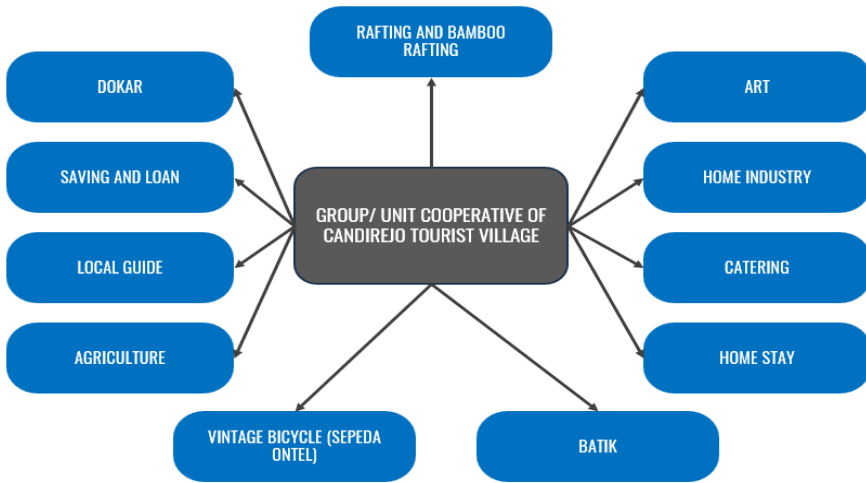 RAFTING AND BAMBOO
RAFTING
DOKAR
ART
SAVING AND LOAN
HOME INDUSTRY
GROUP/ UNIT COOPERATIVE OF
CANDIREJO TOURIST VILLAGE
LOCAL GUIDE
CATERING
AGRICULTURE
HOME STAY
VINTAGE BICYCLE (SEPEDA
ONTEL)
BATIK